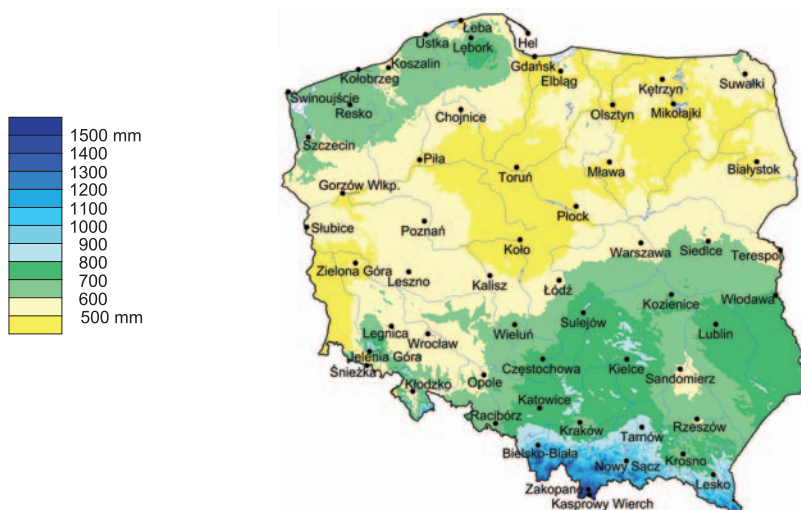 1500 mm
1400
1300
1200
1100
1000
900
800
700
600
500 mm
Łeba
Ustka
Lębork
Hel
Koszalin
Gdańsk
Kołobrzeg
Elbląg
Kętrzyn
Suwałki
Świnoujście
Resko
Chojnice
Olsztyn
Mikołajki
Szczecin
Piła
Toruń
Mława
Białystok
Gorzów Wlkp.
Płock
Słubice
Poznań
Koło
Warszawa
Siedlce
Terespol
Zielona Góra
Leszno
Kalisz
Łódź
Kozienice
Włodawa
Sulejów
Legnica
Wrocław
Wieluń
Lublin
Jelenia Góra
Śnieżka
Częstochowa
Kielce
Sandomierz
Kłodzko
Opole
Katowice
Racibórz
Kraków
Tarnów
Rzeszów
Bielsko-Biała
Nowy Sącz
Krosno
Lesko
Zakopane
Kasprowy Wierch